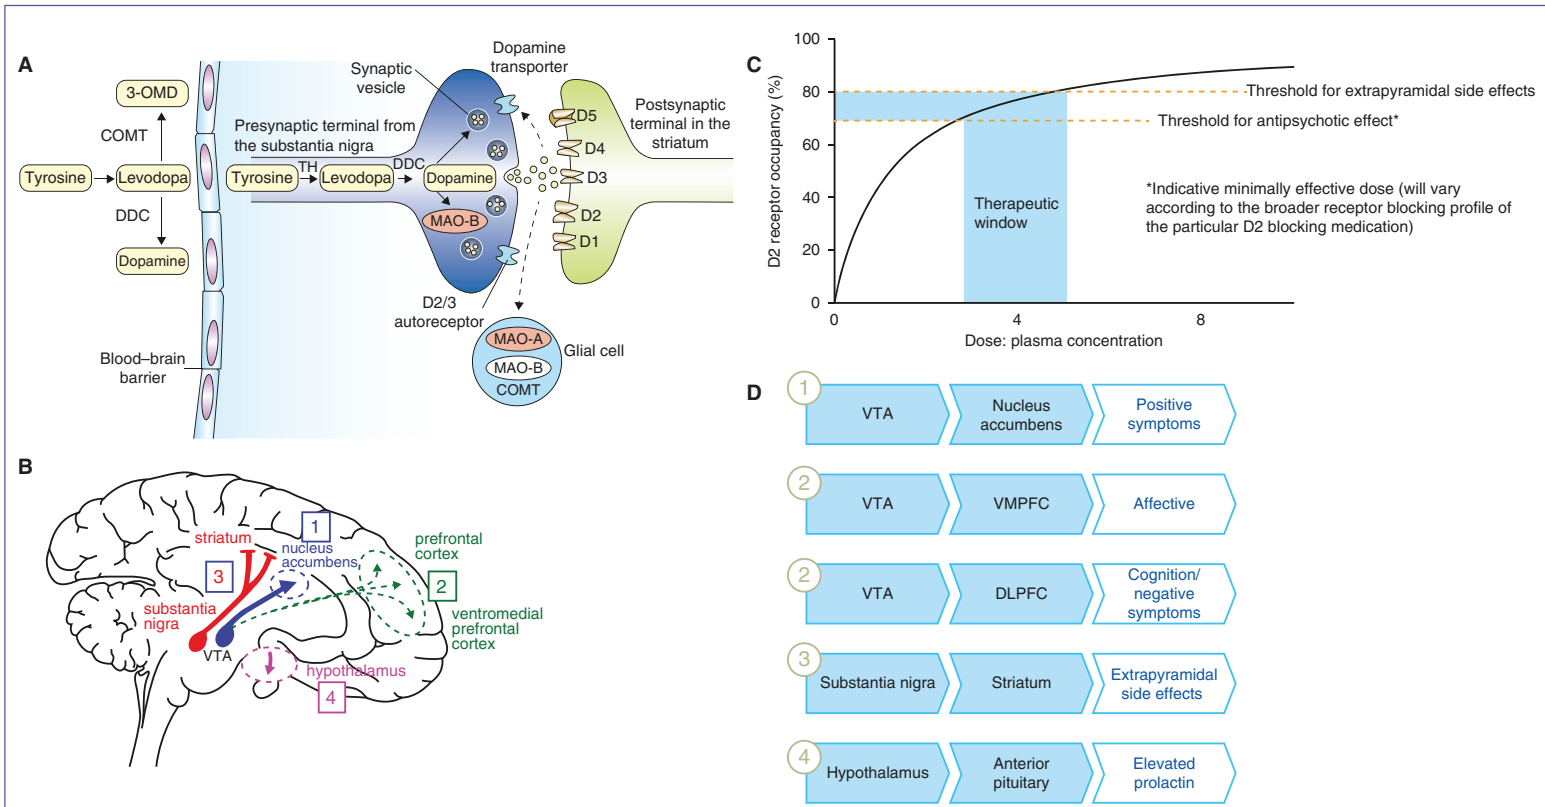 A
3-OMD
COMT
Tyrosine
Levodopa
DDC
Dopamine
Blood–brain
barrier
Presynaptic terminal from
the substantia nigra
Tyrosine
TH
Levodopa
DDC
Dopamine
MAO-B
Synaptic
vesicle
Dopamine
transporter
D2/3
autoreceptor
Postsynaptic
terminal in the
striatum
D5
D4
D3
D2
D1
MAO-A
MAO-B
COMT
Glial cell
B
striatum
1
nucleus
accumbens
3
substantia
nigra
VTA
prefrontal
cortex
2
ventromedial
prefrontal
cortex
hypothalamus
4
C
D2 receptor occupancy (%)
100
80
60
40
20
0
0
4
8
Dose: plasma concentration
Threshold for extrapyramidal side effects
Threshold for antipsychotic effect*
Therapeutic
window
*Indicative minimally effective dose (will vary
according to the broader receptor blocking profile of
the particular D2 blocking medication)
D
1
VTA
Nucleus
accumbens
Positive
symptoms
2
VTA
VMPFC
Affective
2
VTA
DLPFC
Cognition/
negative
symptoms
3
Substantia nigra
Striatum
Extrapyramidal
side effects
4
Hypothalamus
Anterior
pituitary
Elevated
prolactin